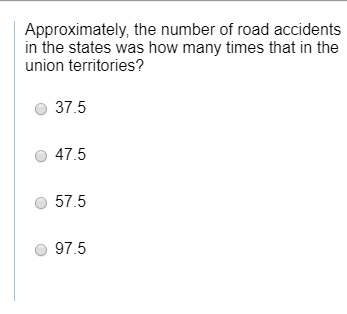 Approximately, the number of road accidents
in the states was how many times that in the
union territories?
37.5
47.5
57.5
97.5